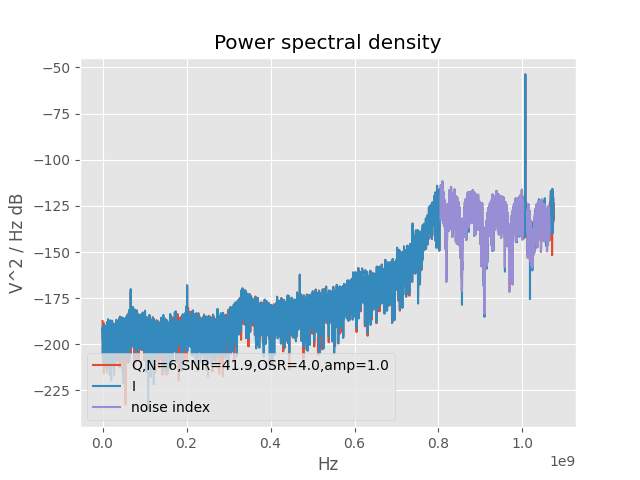 Power spectral density
−50
−75
−100
−125
−150
−175
−200
−225
V^2 / Hz dB
Q,N=6,SNR=41.9,OSR=4.0,amp=1.0
I
noise index
0.0 0.2 0.4 0.6 0.8 1.0
1e9
Hz